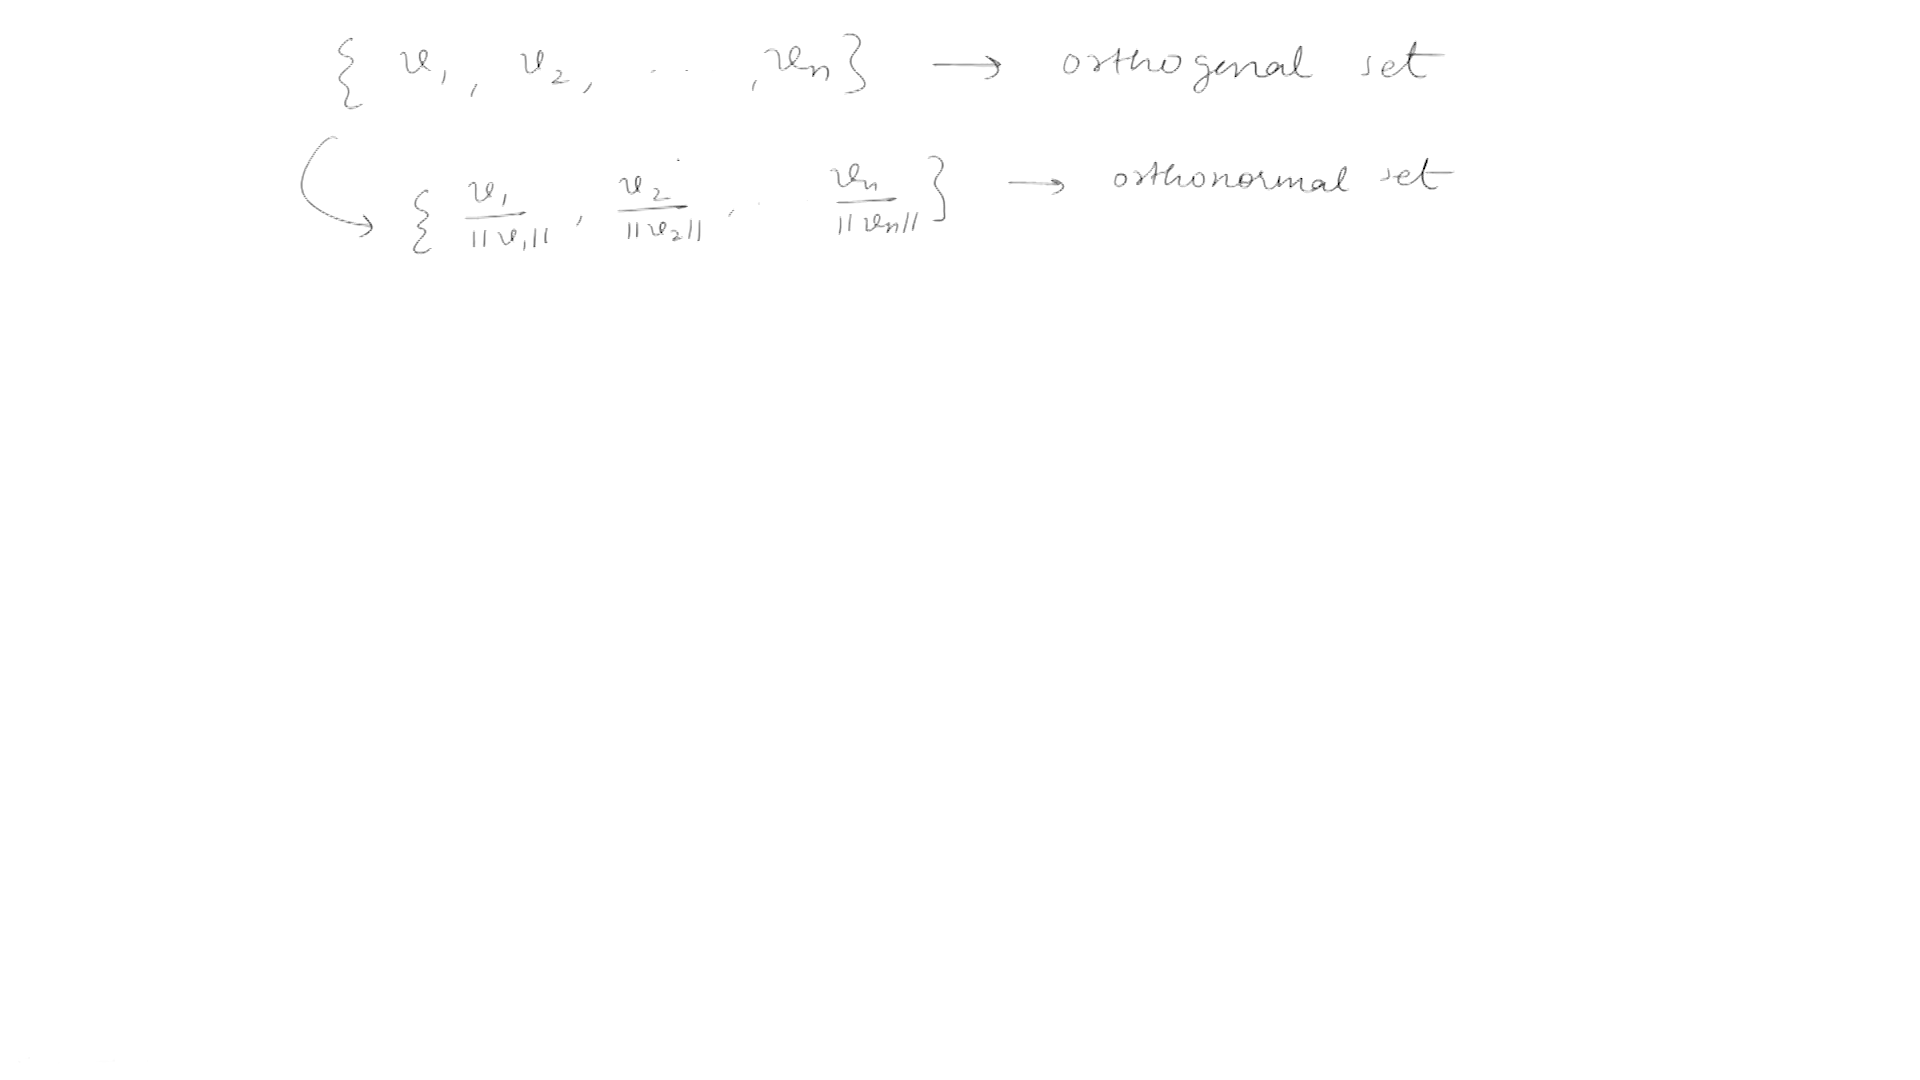 { v₁, v₂, .. , vₙ} → orthogonal set
{ v₁/||v₁|| , v₂/||v₂|| , .. vₙ/||vₙ|| } → orthonormal set